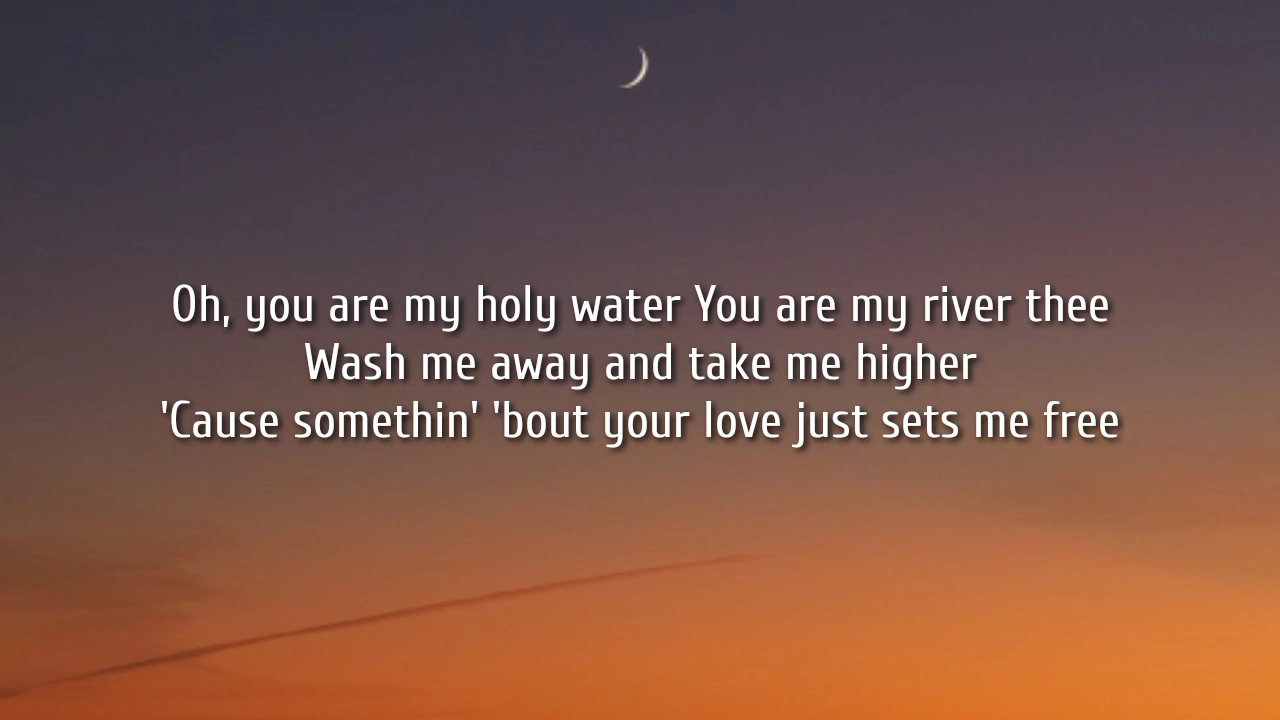 Oh, you are my holy water You are my river thee
Wash me away and take me higher
'Cause somethin' 'bout your love just sets me free